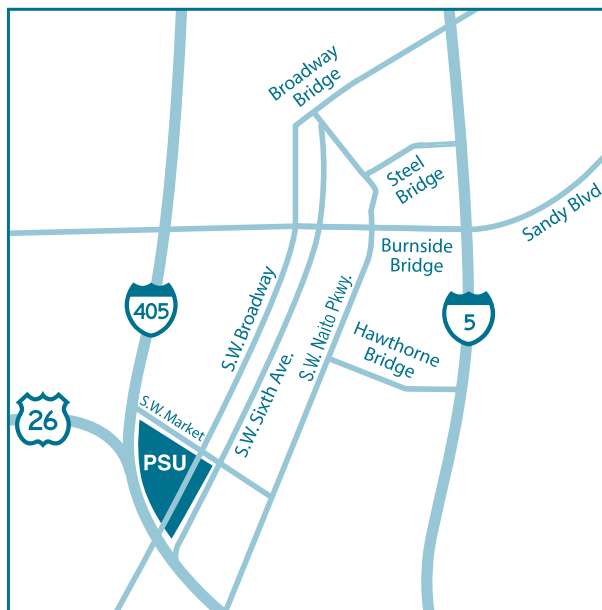 Broadway
Bridge
Steel
Bridge
Sandy Blvd
Burnside
Bridge
405
5
S.W. Broadway
S.W. Naito Pkwy.
Hawthorne
Bridge
S.W. Sixth Ave.
26
S.W. Market
PSU